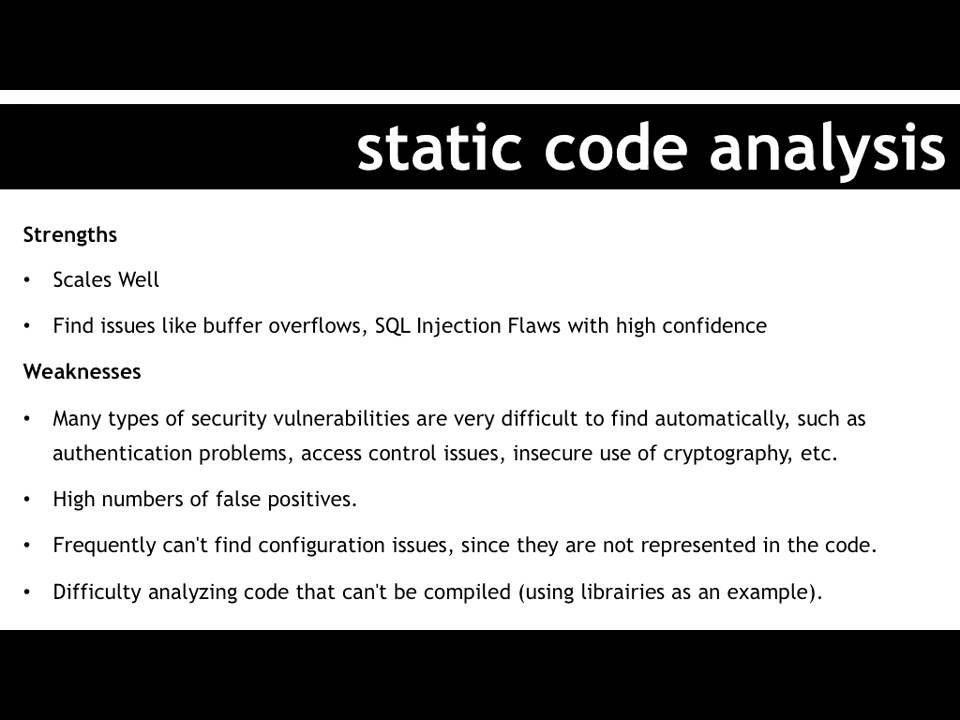 static code analysis
Strengths
• Scales Well
• Find issues like buffer overflows, SQL Injection Flaws with high confidence
Weaknesses
• Many types of security vulnerabilities are very difficult to find automatically, such as
authentication problems, access control issues, insecure use of cryptography, etc.
• High numbers of false positives.
• Frequently can't find configuration issues, since they are not represented in the code.
• Difficulty analyzing code that can't be compiled (using librairies as an example).